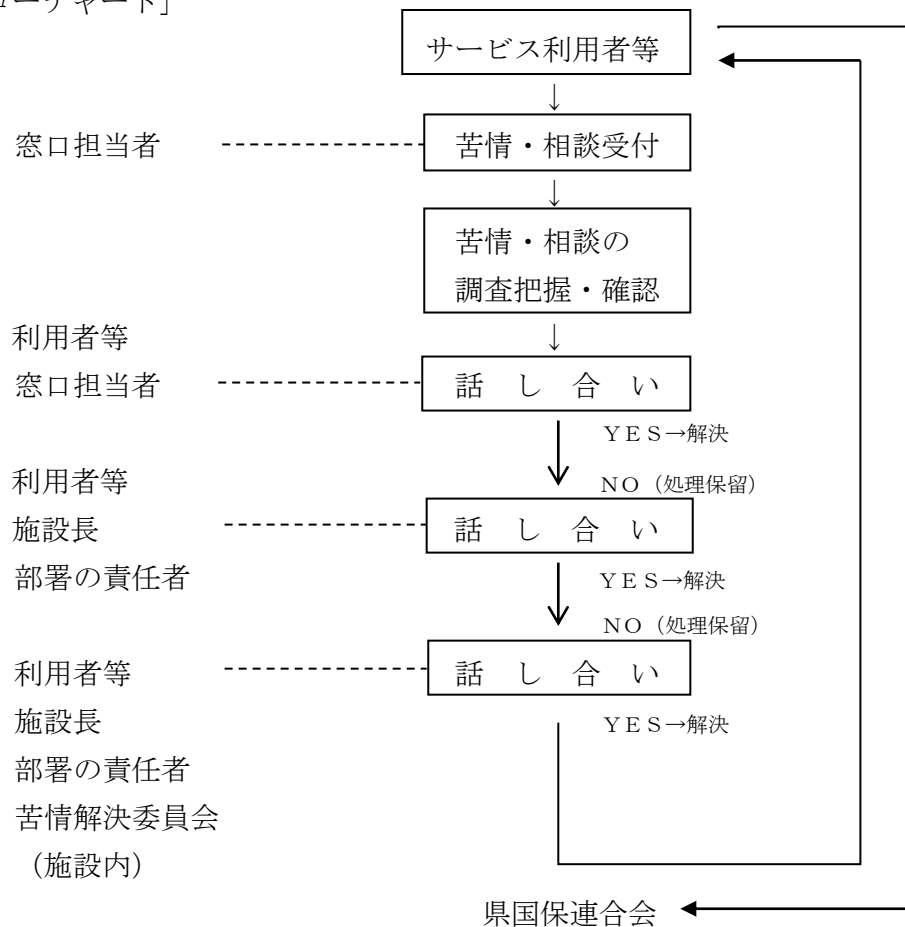 ーチャート］
サービス利用者等
↓
窓口担当者
苦情・相談受付
↓
苦情・相談の
調査把握・確認
↓
利用者等
窓口担当者
話し合い
ＹＥＳ→解決
ＮＯ（処理保留）
利用者等
施設長
部署の責任者
話し合い
ＹＥＳ→解決
ＮＯ（処理保留）
利用者等
施設長
部署の責任者
苦情解決委員会
（施設内）
話し合い
ＹＥＳ→解決
県国保連合会